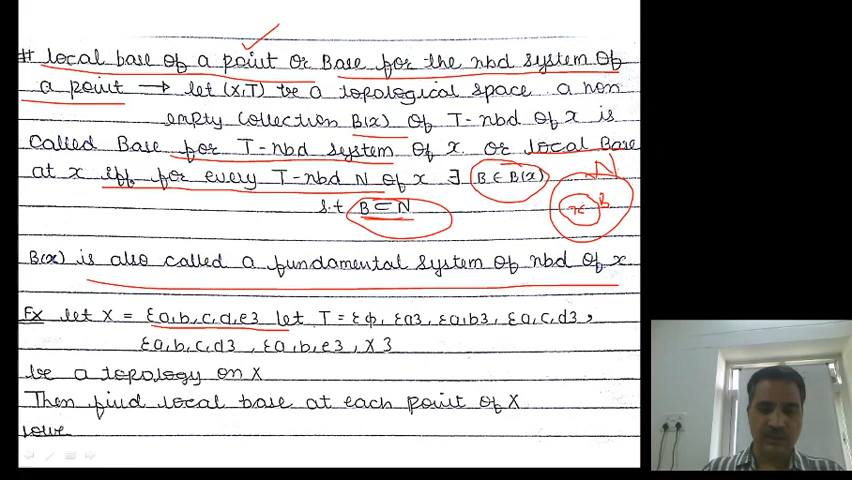 # local base of a point or Base for the nbd system of
a point → let (X,T) be a topological space. a non
empty collection B(x) of T-nbd of x is
called Base for T-nbd system of x or local Base
at x iff for every T-nbd N of x ∃ B ∈ B(x)
s.t B ⊂ N
N
x B
B(x) is also called a fundamental system of nbd of x
Ex let X = {a,b,c,d,e} let T = {φ, {a}, {a,b}, {a,c,d},
{a,b,c,d}, {a,b,e}, X}
be a topology on X
Then find local base at each point of X
solve